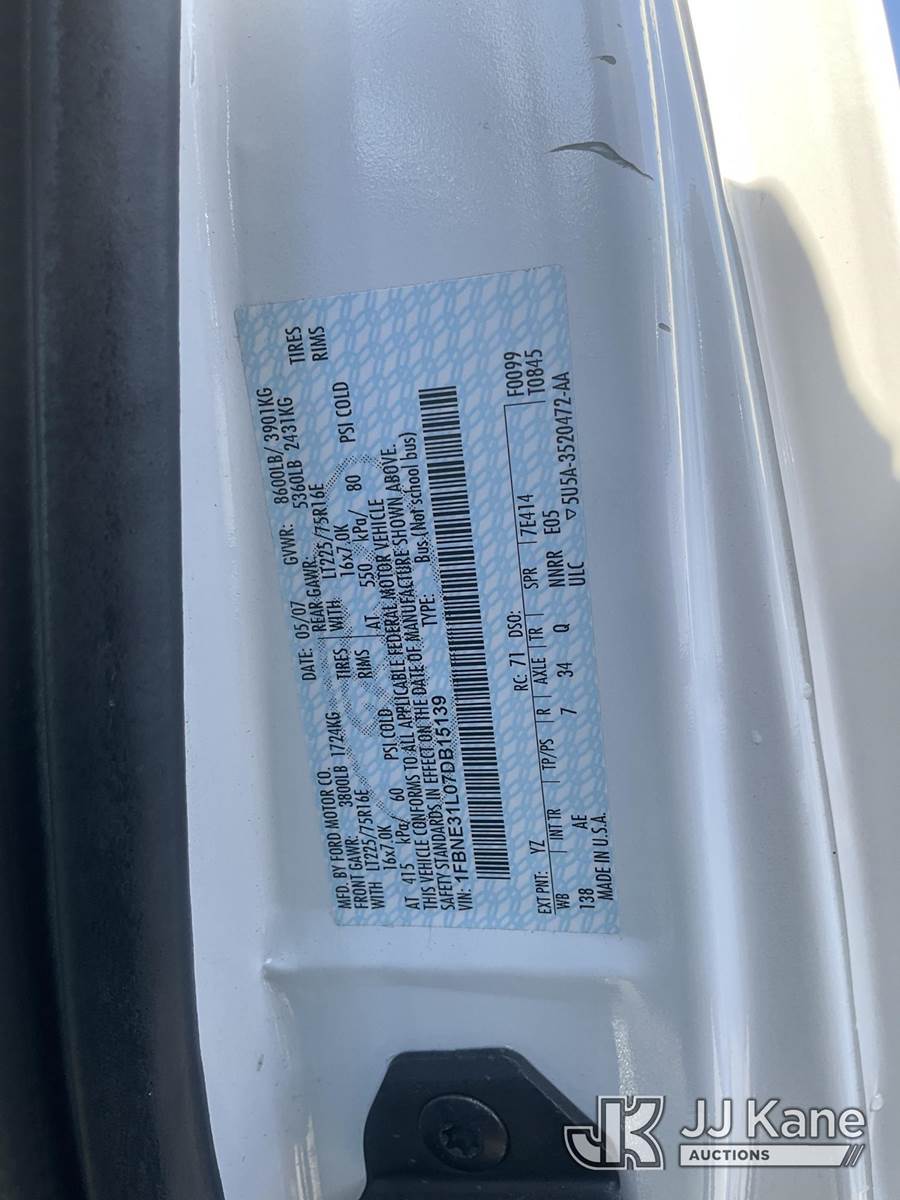 MFD. BY FORD MOTOR CO.
DATE: 05/07 GVWR: 8600LB/ 3901KG
FRONT GAWR: 3800LB 1724KG REAR GAWR: 5360LB 2431KG
WITH LT225/75R16E TIRES WITH LT225/75R16E TIRES
16x7.0K RIMS 16x7.0K RIMS
AT 415 kPa/ 60 PSI COLD AT 550 kPa/ 80 PSI COLD
THIS VEHICLE CONFORMS TO ALL APPLICABLE FEDERAL MOTOR VEHICLE
SAFETY STANDARDS IN EFFECT ON THE DATE OF MANUFACTURE SHOWN ABOVE.
VIN: 1FBNE31L07DB15139 TYPE: Bus (Not school bus)
F0099
T0845
EXT PNT: YZ RC: 71 DSO:
WB INT TR TP/PS R AXLE TR SPR 7E414
138 AE 7 34 Q NNRR E05
MADE IN U.S.A. ULC ▽5U5A-3520472-AA
JK JJ Kane
AUCTIONS